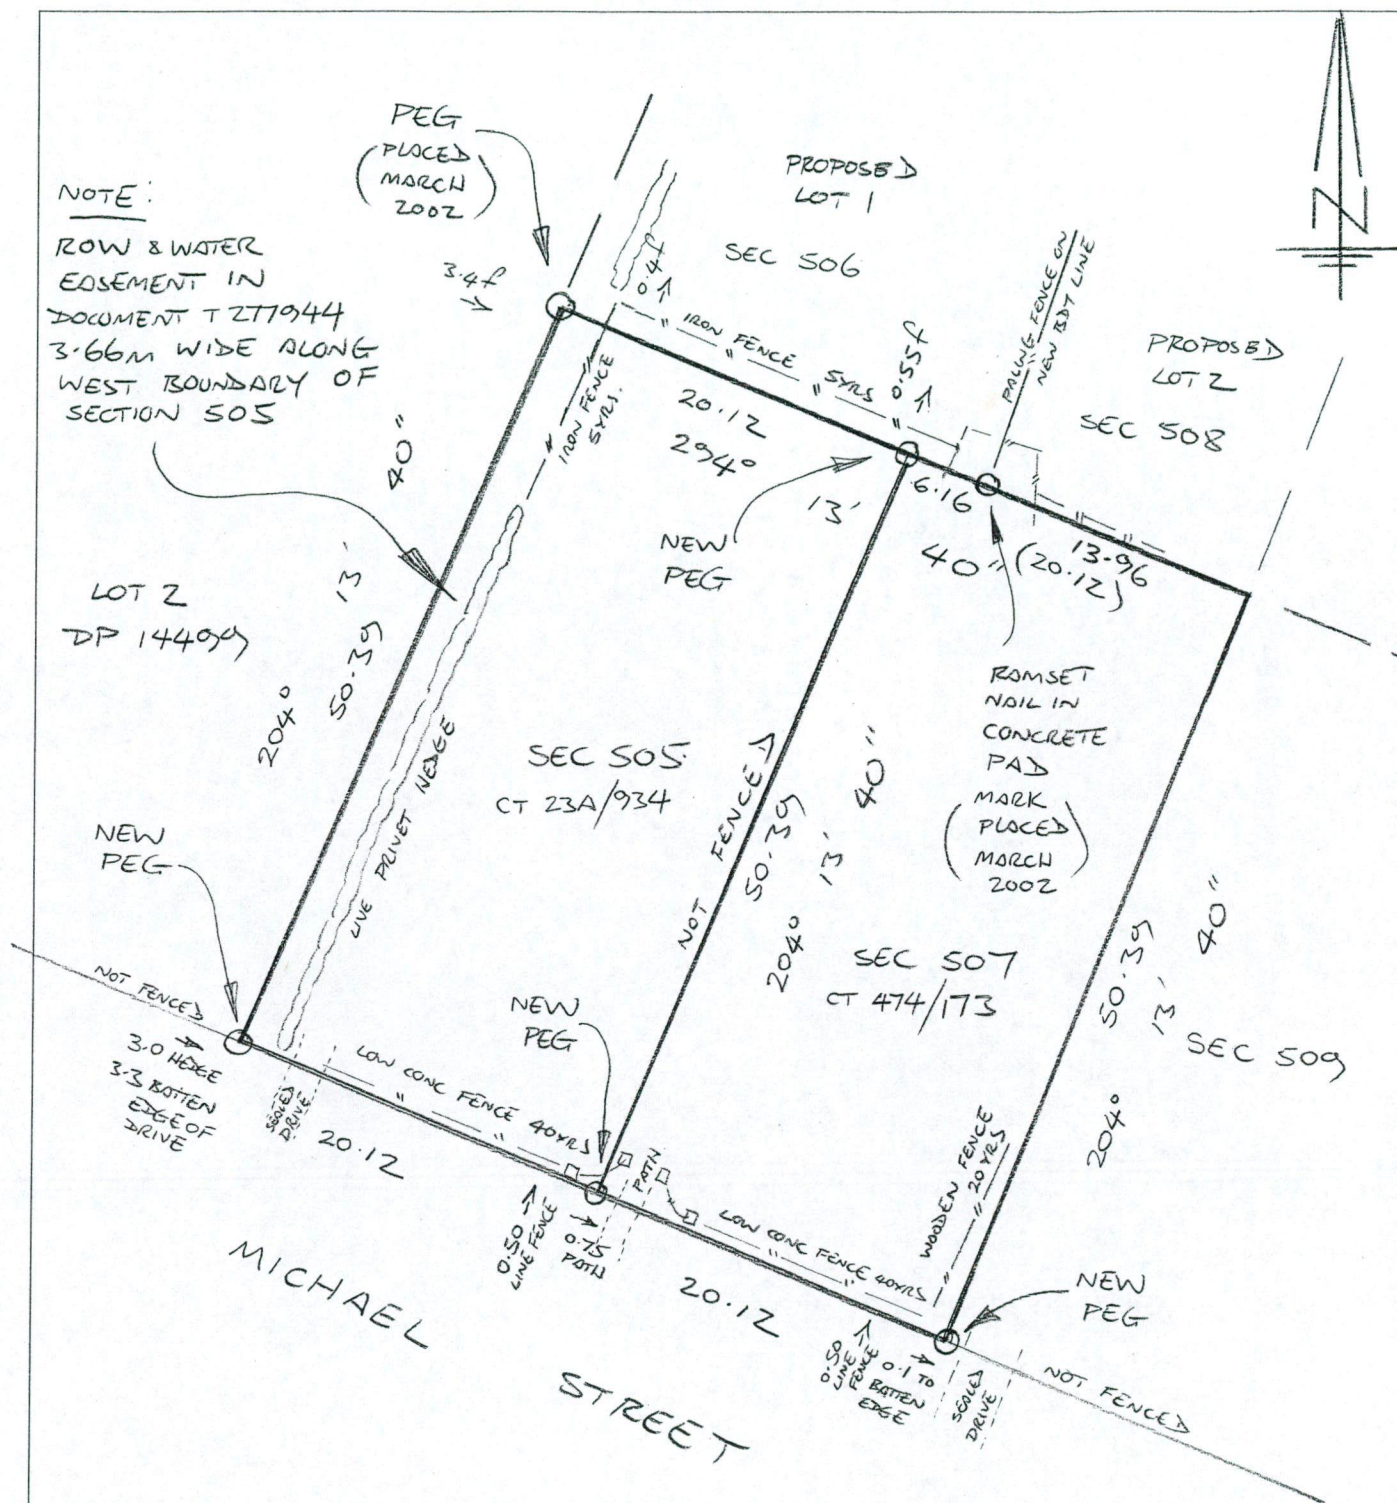 PEG
(PLACED
MARCH
2002)
NOTE:
ROW & WATER
EASEMENT IN
DOCUMENT T277944
3.66m WIDE ALONG
WEST BOUNDARY OF
SECTION 505
PROPOSED
LOT 1
SEC 506
N
3.4f
0.4f
IRON FENCE 5YRS
0.55f
PALING FENCE ON
NEW BDY LINE
PROPOSED
LOT 2
SEC 508
IRON FENCE
5YRS.
20.12
294° 13' 40"
NEW
PEG
6.16
13.96
(20.12)
LOT 2
DP 14499
204° 13' 40"
50.39
RAMSET
NAIL IN
CONCRETE
PAD
(MARK
PLACED
MARCH
2002)
SEC 505.
CT 23A/934
LIVE PRIVET HEDGE
NOT FENCED
50.39
204° 13' 40"
SEC 507
CT 474/173
50.39
204° 13' 40"
SEC 509
NEW
PEG
NOT FENCED
3.0 HEDGE
3.3 BATTEN
EDGE OF
DRIVE
SEALED
DRIVE
LOW CONC FENCE 40YRS
20.12
NEW
PEG
PATH
0.50
LINE FENCE
0.75
PATH
LOW CONC FENCE 40YRS
20.12
WOODEN FENCE
20 YRS
NEW
PEG
0.50
LINE
FENCE
0.1 TO
BATTEN
EDGE
SEALED
DRIVE
NOT FENCED
MICHAEL
STREET